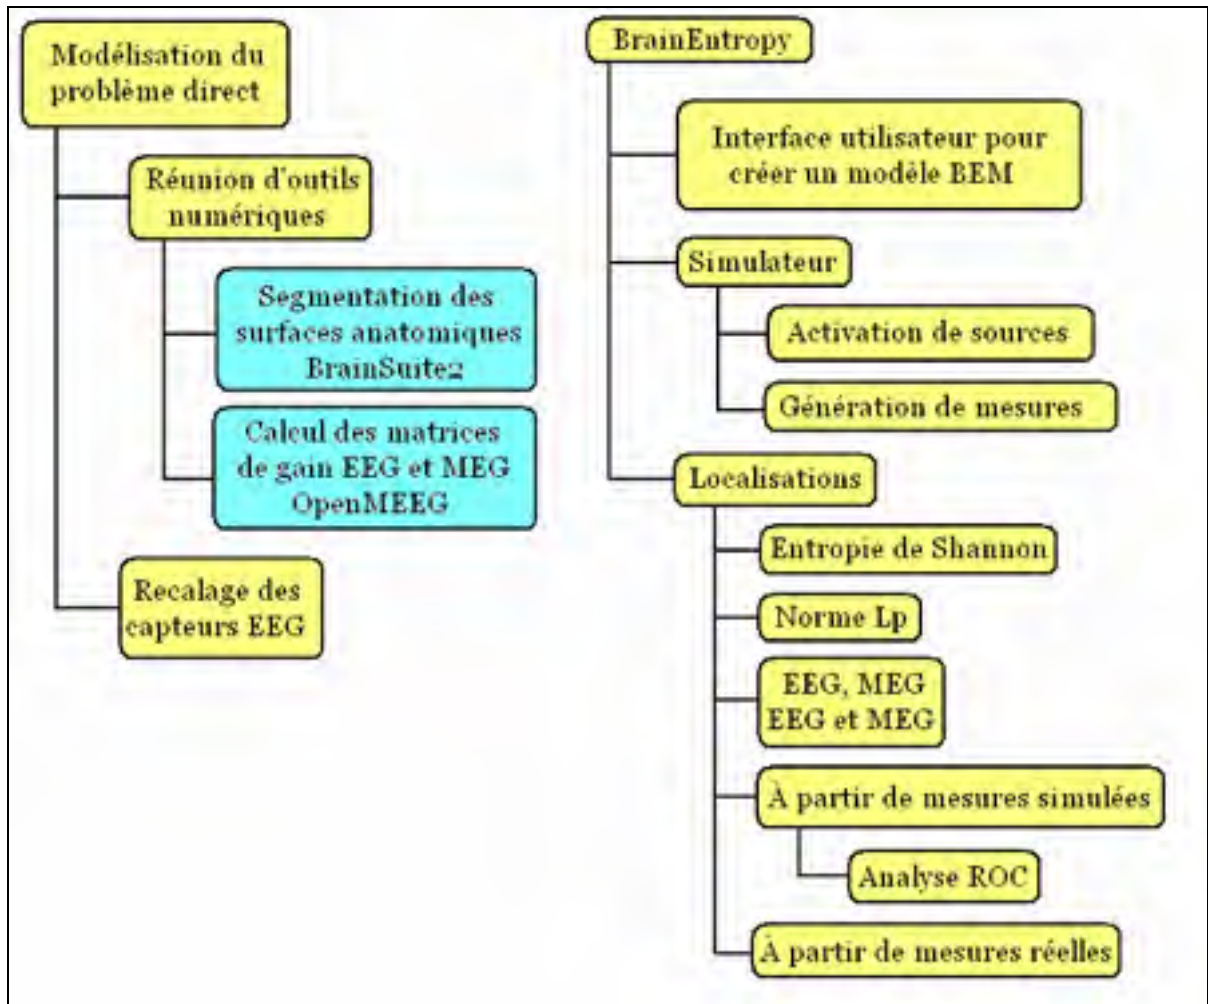 Modélisation du
problème direct
Réunion d'outils
numériques
Segmentation des
surfaces anatomiques
BrainSuite2
Calcul des matrices
de gain EEG et MEG
OpenMEEG
Recalage des
capteurs EEG
BrainEntropy
Interface utilisateur pour
créer un modèle BEM
Simulateur
Activation de sources
Génération de mesures
Localisations
Entropie de Shannon
Norme Lp
EEG, MEG
EEG et MEG
À partir de mesures simulées
Analyse ROC
À partir de mesures réelles